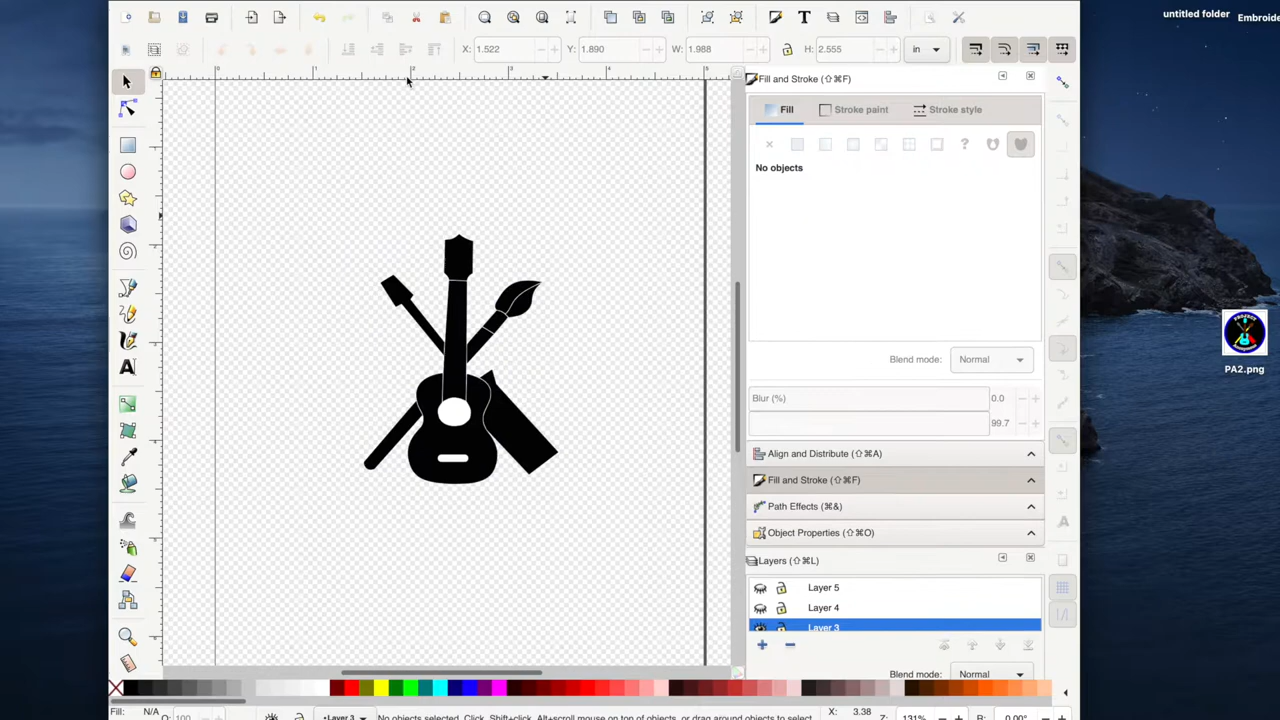 untitled folder
Embroide
X: 1.522
Y: 1.890
W: 1.988
H: 2.555
in
Fill and Stroke (⇧⌘F)
Fill
Stroke paint
Stroke style
No objects
Blend mode:
Normal
Blur (%)
0.0
99.7
PA2.png
Align and Distribute (⇧⌘A)
Fill and Stroke (⇧⌘F)
Path Effects (⌘&)
Object Properties (⇧⌘O)
Layers (⇧⌘L)
Layer 5
Layer 4
Layer 3
Blend mode:
Normal
Fill: N/A
O: 100
•Layer 3
No objects selected. Click, Shift+click, Alt+scroll mouse on top of objects, or drag around objects to select.
X: 3.38
Z: 131%
R: 0.00°